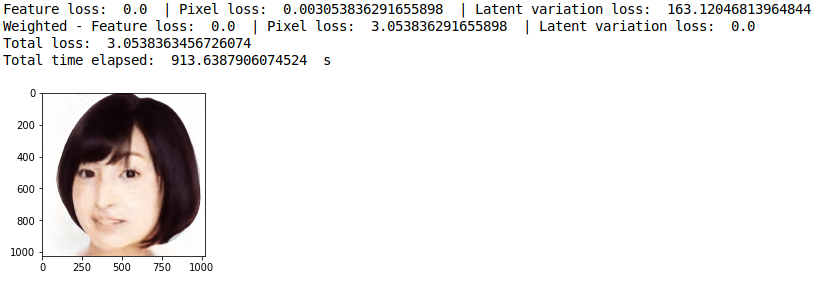 Feature loss:  0.0  | Pixel loss:  0.003053836291655898  | Latent variation loss:  163.12046813964844
Weighted - Feature loss:  0.0  | Pixel loss:  3.053836291655898  | Latent variation loss:  0.0
Total loss:  3.0538363456726074
Total time elapsed:  913.6387906074524  s
0
200
400
600
800
1000
0 250 500 750 1000